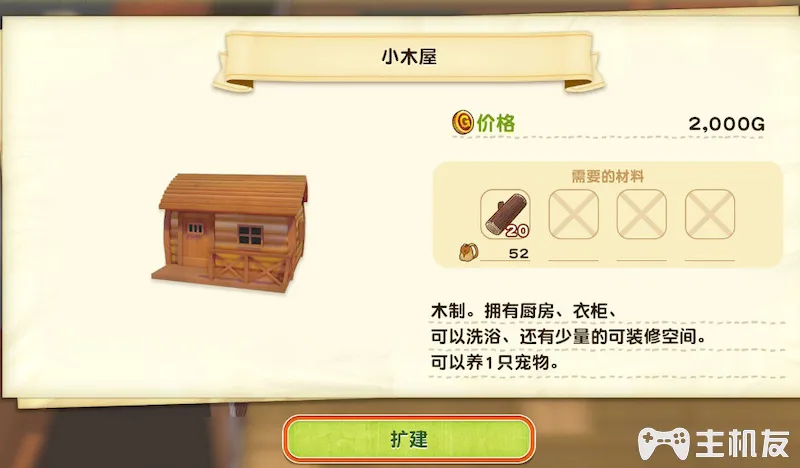 小木屋
G价格
2,000G
需要的材料
20
52
木制。拥有厨房、衣柜、
可以洗浴、还有少量的可装修空间。
可以养1只宠物。
扩建
主机友